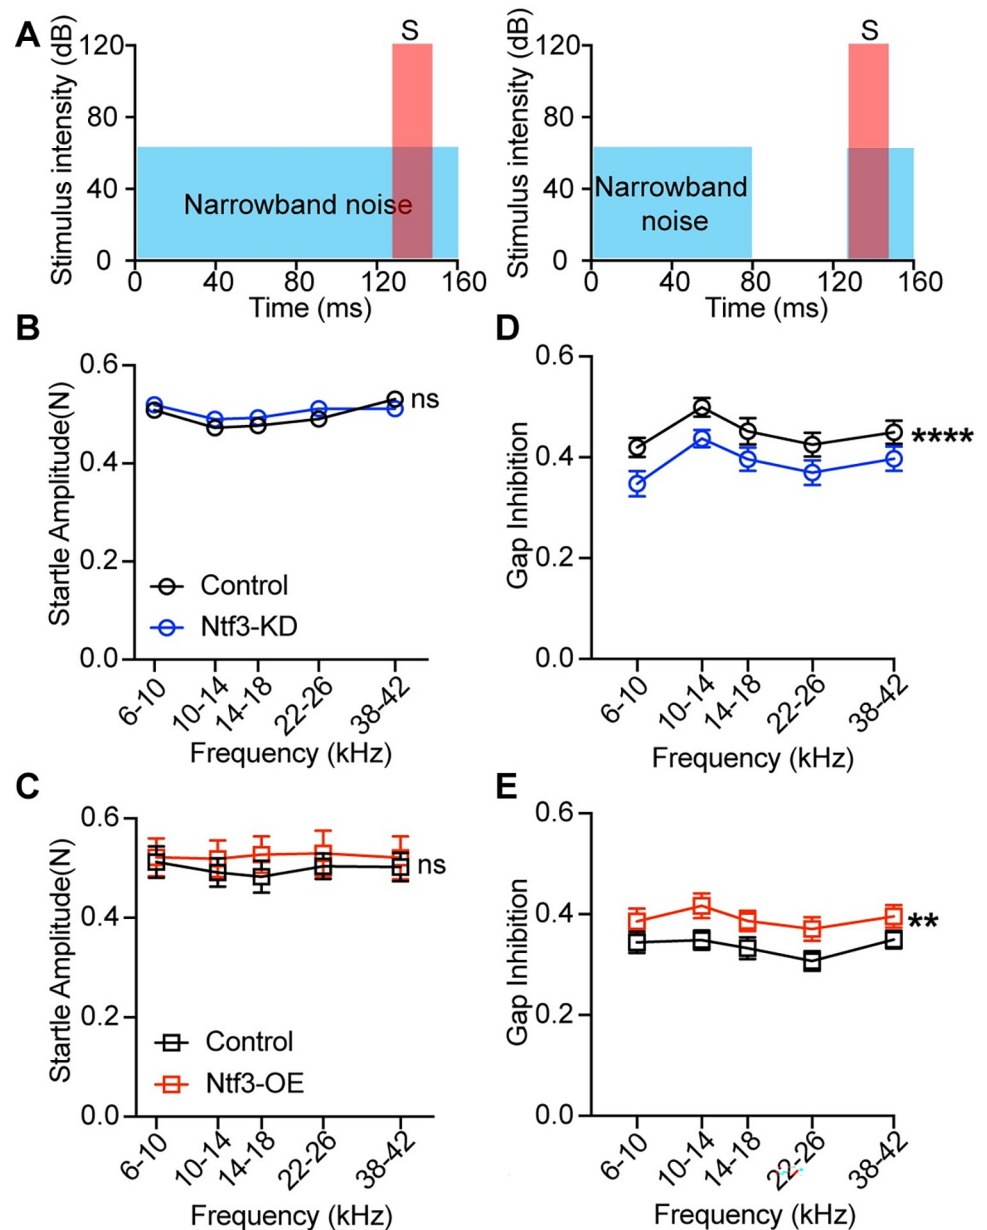 A
Stimulus intensity (dB)
120
80
40
0
S
Narrowband noise
0 40 80 120 160
Time (ms)
Stimulus intensity (dB)
120
80
40
0
S
Narrowband
noise
0 40 80 120 160
Time (ms)
B
Startle Amplitude(N)
0.6
0.4
0.2
0.0
ns
Control
Ntf3-KD
6-10 10-14 14-18 22-26 38-42
Frequency (kHz)
D
Gap Inhibition
0.6
0.4
0.2
0.0
****
6-10 10-14 14-18 22-26 38-42
Frequency (kHz)
C
Startle Amplitude(N)
0.6
0.4
0.2
0.0
ns
Control
Ntf3-OE
6-10 10-14 14-18 22-26 38-42
Frequency (kHz)
E
Gap Inhibition
0.6
0.4
0.2
0.0
**
6-10 10-14 14-18 22-26 38-42
Frequency (kHz)